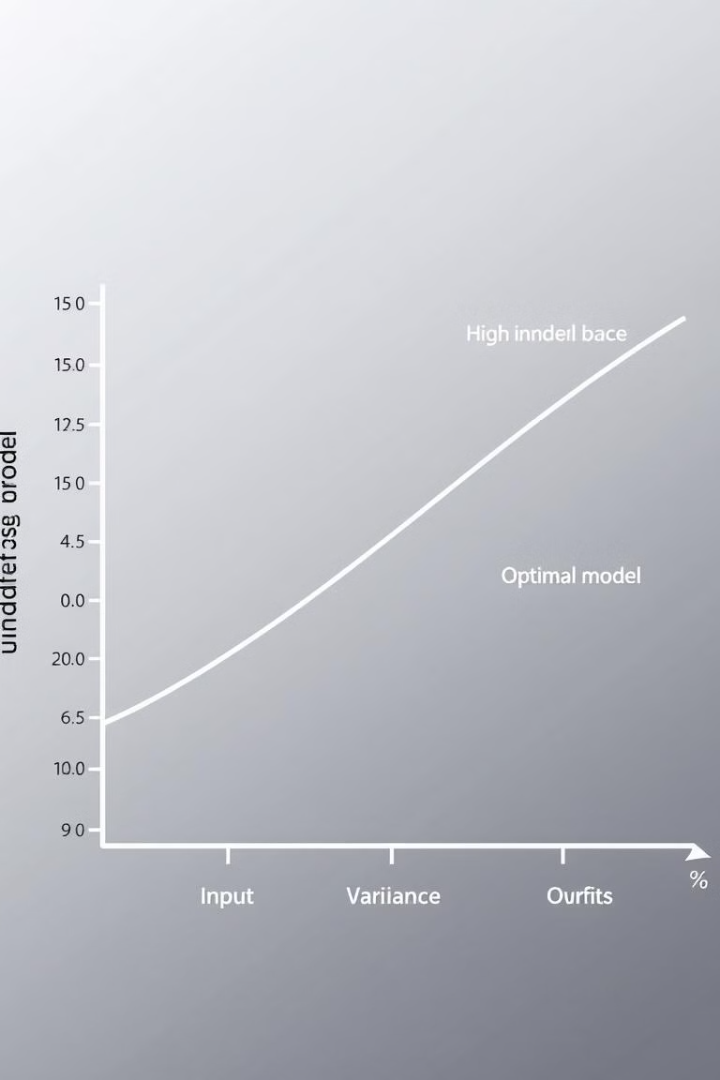 15 0
High inndeıl bace
15.0
12.5
15 0
4.5
Optimal model
0.0
20.0
6.5
10.0
9 0
%
Input
Variiance
Ourfits